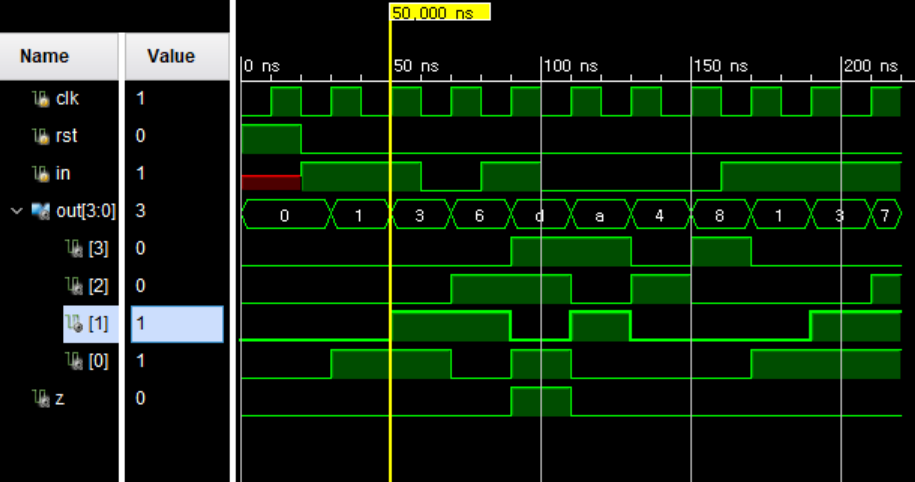 50,000 ns
Name Value
0 ns 50 ns 100 ns 150 ns 200 ns
clk 1
rst 0
in 1
out[3:0] 3 0 1 3 6 d a 4 8 1 3 7
[3] 0
[2] 0
[1] 1
[0] 1
z 0